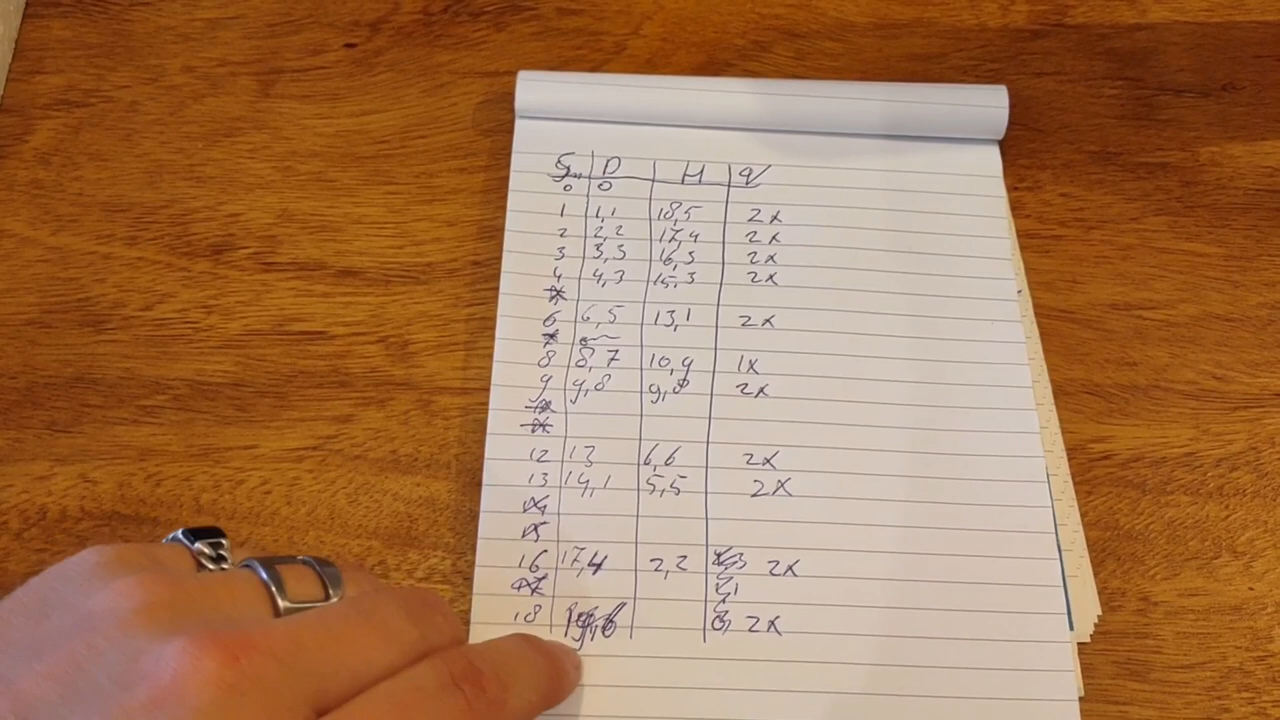 D H q
0 0
1 1,1 18,5 2x
2 2,2 17,4 2x
3 3,3 16,3 2x
4 4,3 15,3 2x
6 6,5 13,1 2x
8 8,7 10,9 1x
9 9,8 9,8 2x
12 13 6,6 2x
13 14,1 5,5 2x
16 17,4 2,2 2x
18 19,6 2x